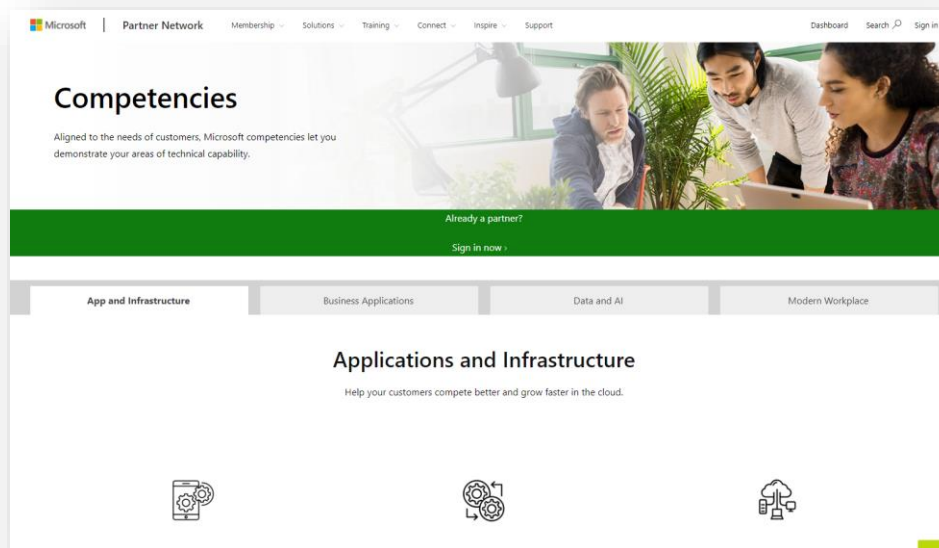 Microsoft | Partner Network Membership Solutions Training Connect Inspire Support Dashboard Search Sign in
Competencies
Aligned to the needs of customers, Microsoft competencies let you
demonstrate your areas of technical capability.
Already a partner?
Sign in now ›
App and Infrastructure Business Applications Data and AI Modern Workplace
Applications and Infrastructure
Help your customers compete better and grow faster in the cloud.